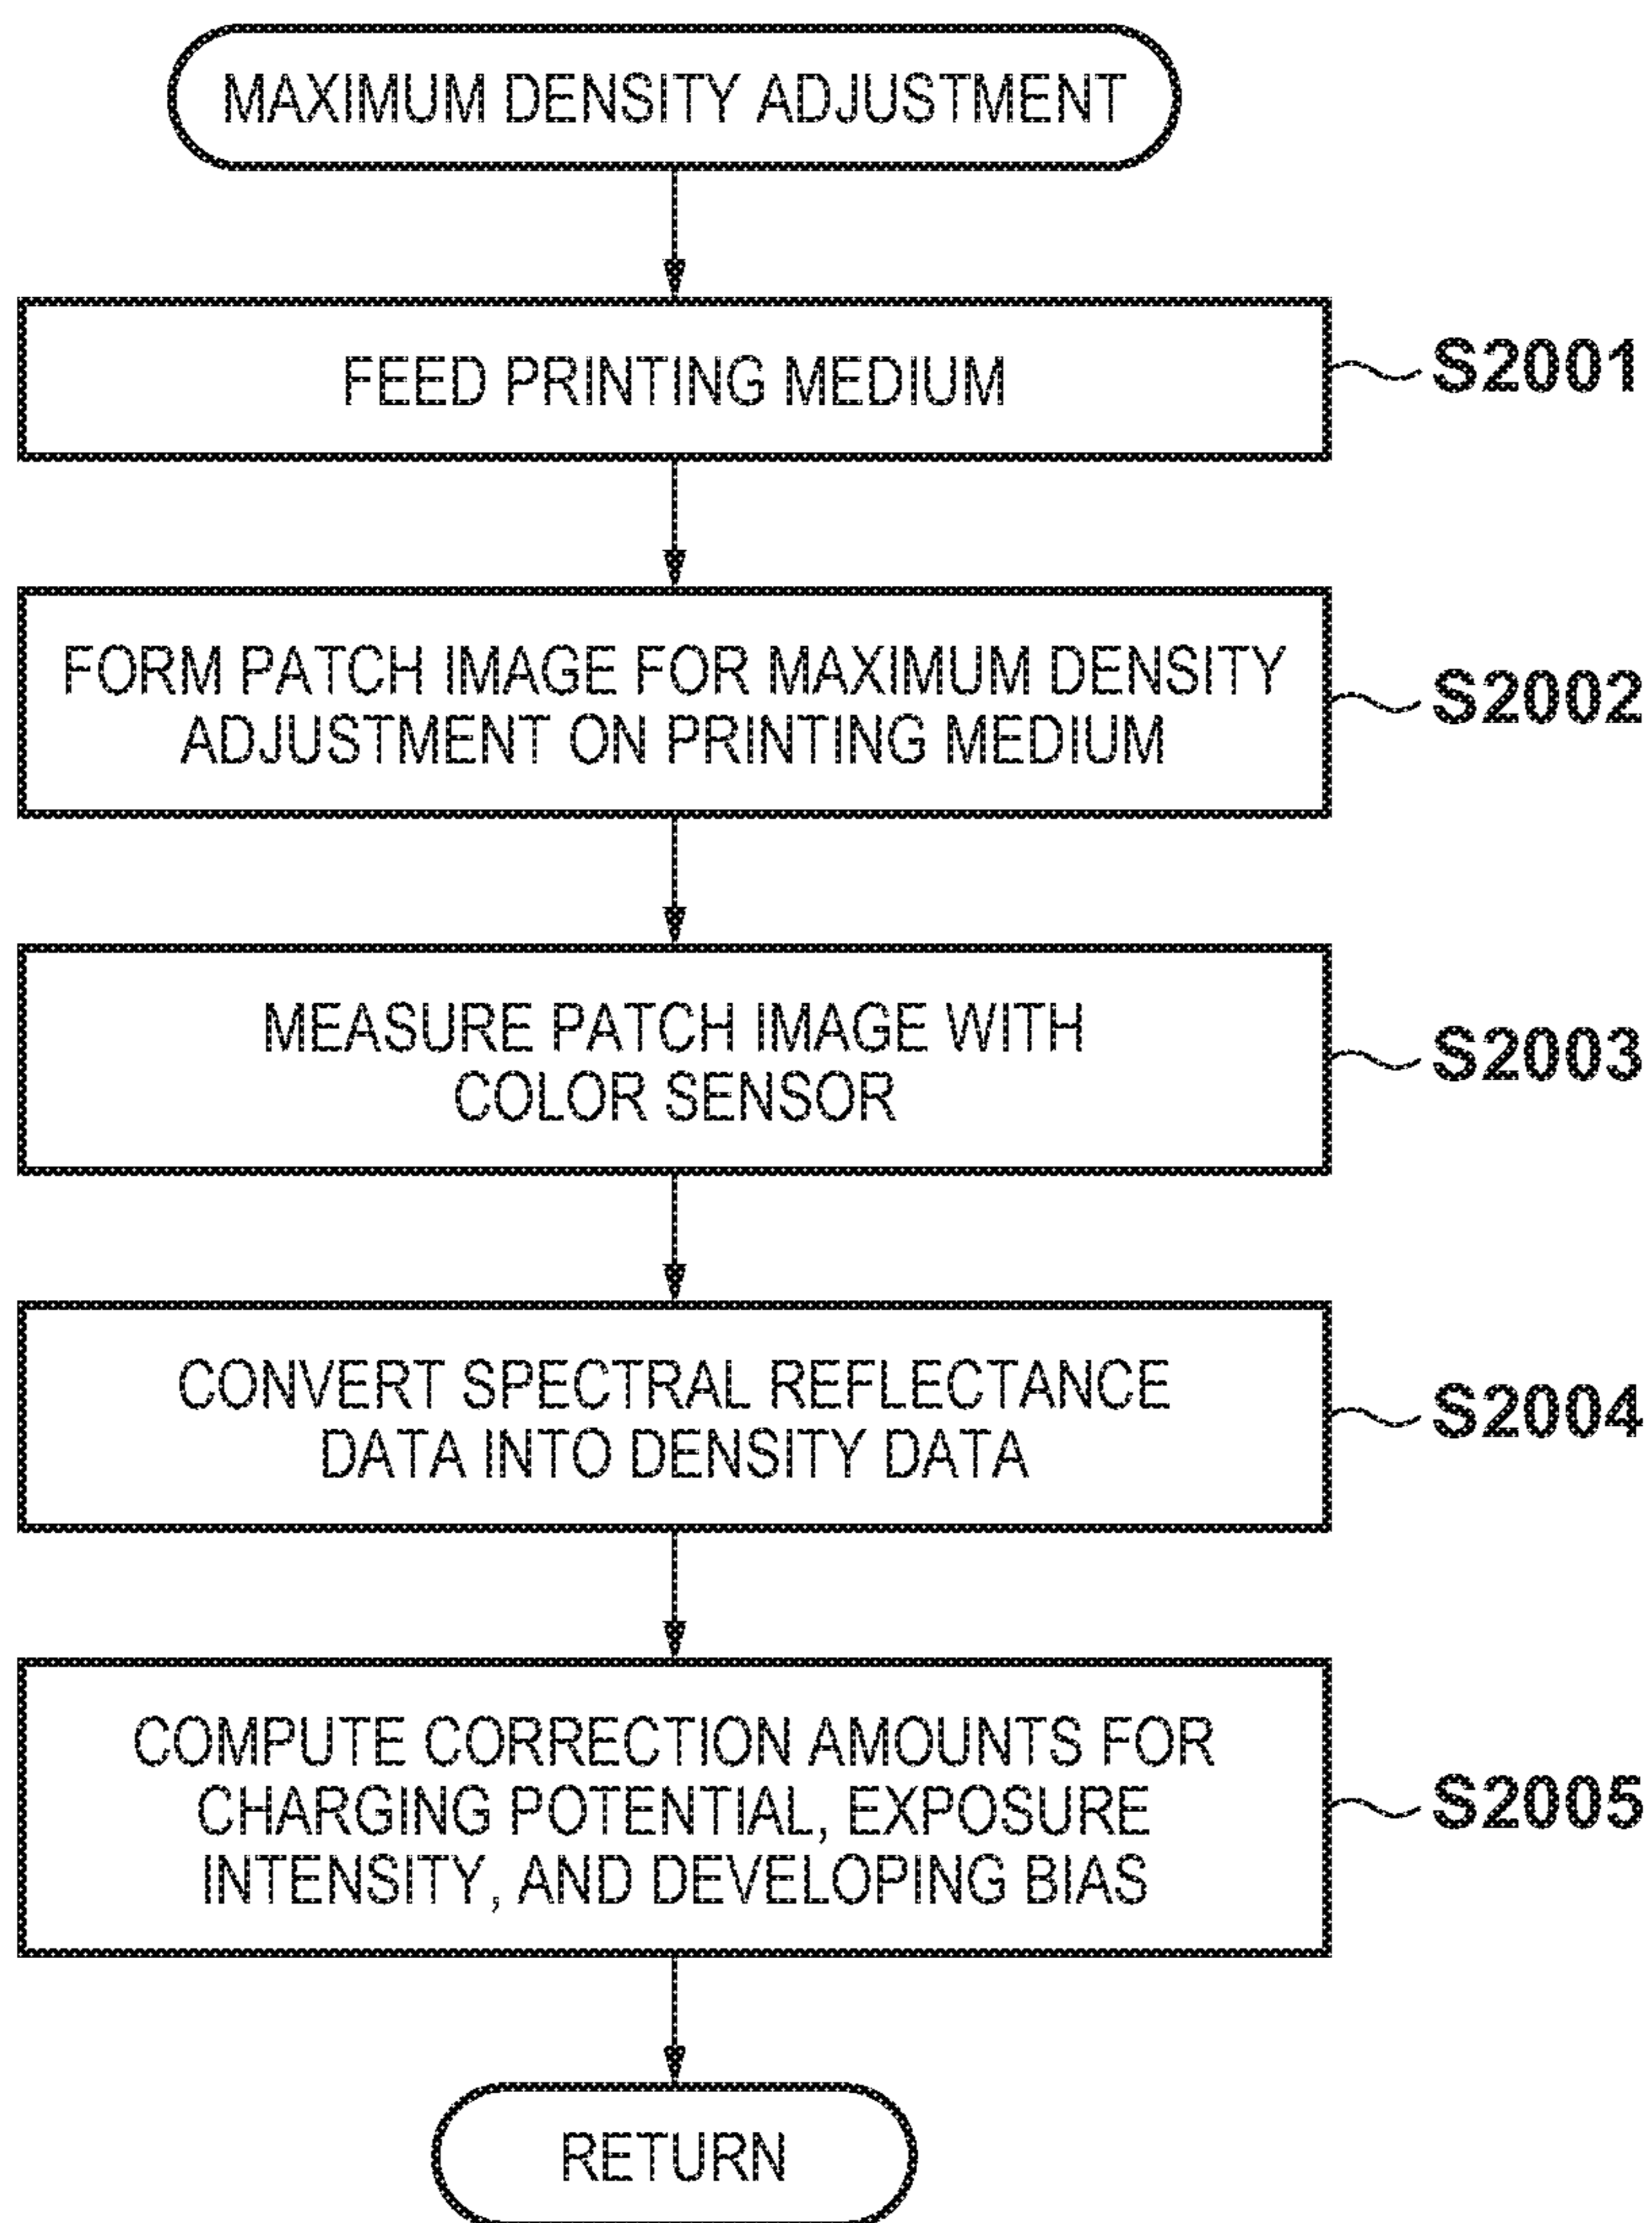 MAXIMUM DENSITY ADJUSTMENT
FEED PRINTING MEDIUM
S2001
FORM PATCH IMAGE FOR MAXIMUM DENSITY
ADJUSTMENT ON PRINTING MEDIUM
S2002
MEASURE PATCH IMAGE WITH
COLOR SENSOR
S2003
CONVERT SPECTRAL REFLECTANCE
DATA INTO DENSITY DATA
S2004
COMPUTE CORRECTION AMOUNTS FOR
CHARGING POTENTIAL, EXPOSURE
INTENSITY, AND DEVELOPING BIAS
S2005
RETURN